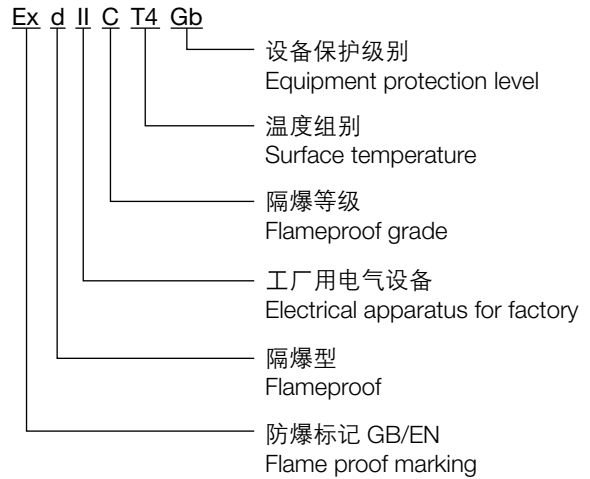 Ex d II C T4 Gb
设备保护级别
Equipment protection level
温度组别
Surface temperature
隔爆等级
Flameproof grade
工厂用电气设备
Electrical apparatus for factory
隔爆型
Flameproof
防爆标记 GB/EN
Flame proof marking